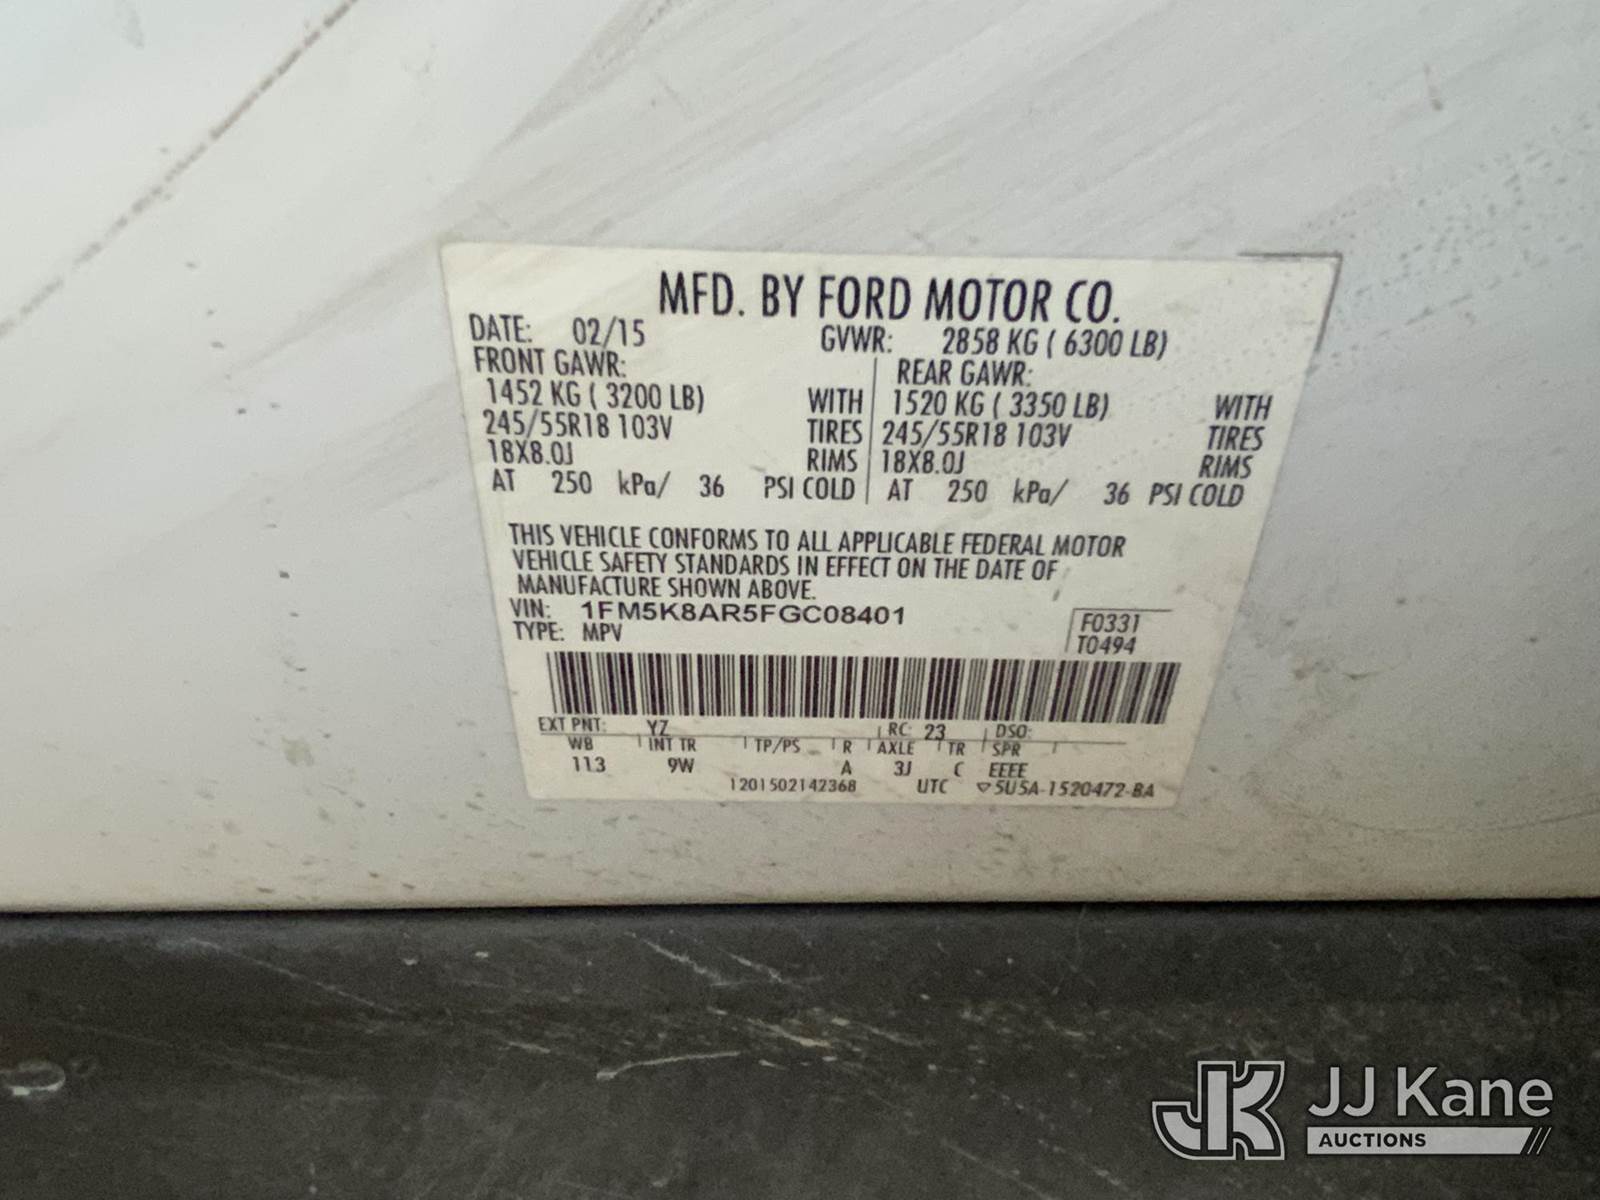 MFD. BY FORD MOTOR CO.
DATE: 02/15 GVWR: 2858 KG ( 6300 LB)
FRONT GAWR: REAR GAWR:
1452 KG ( 3200 LB) WITH 1520 KG ( 3350 LB) WITH
245/55R18 103V TIRES 245/55R18 103V TIRES
18X8.0J RIMS 18X8.0J RIMS
AT 250 kPa/ 36 PSI COLD AT 250 kPa/ 36 PSI COLD
THIS VEHICLE CONFORMS TO ALL APPLICABLE FEDERAL MOTOR
VEHICLE SAFETY STANDARDS IN EFFECT ON THE DATE OF
MANUFACTURE SHOWN ABOVE.
VIN: 1FM5K8AR5FGC08401 F0331
TYPE: MPV T0494
EXT PNT: YZ RC: 23 DSO:
WB INT TR TP/PS R AXLE TR SPR
113 9W A 3J C EEEE
1201502142368 UTC ▽5U5A-1520472-BA
JK JJ Kane
AUCTIONS